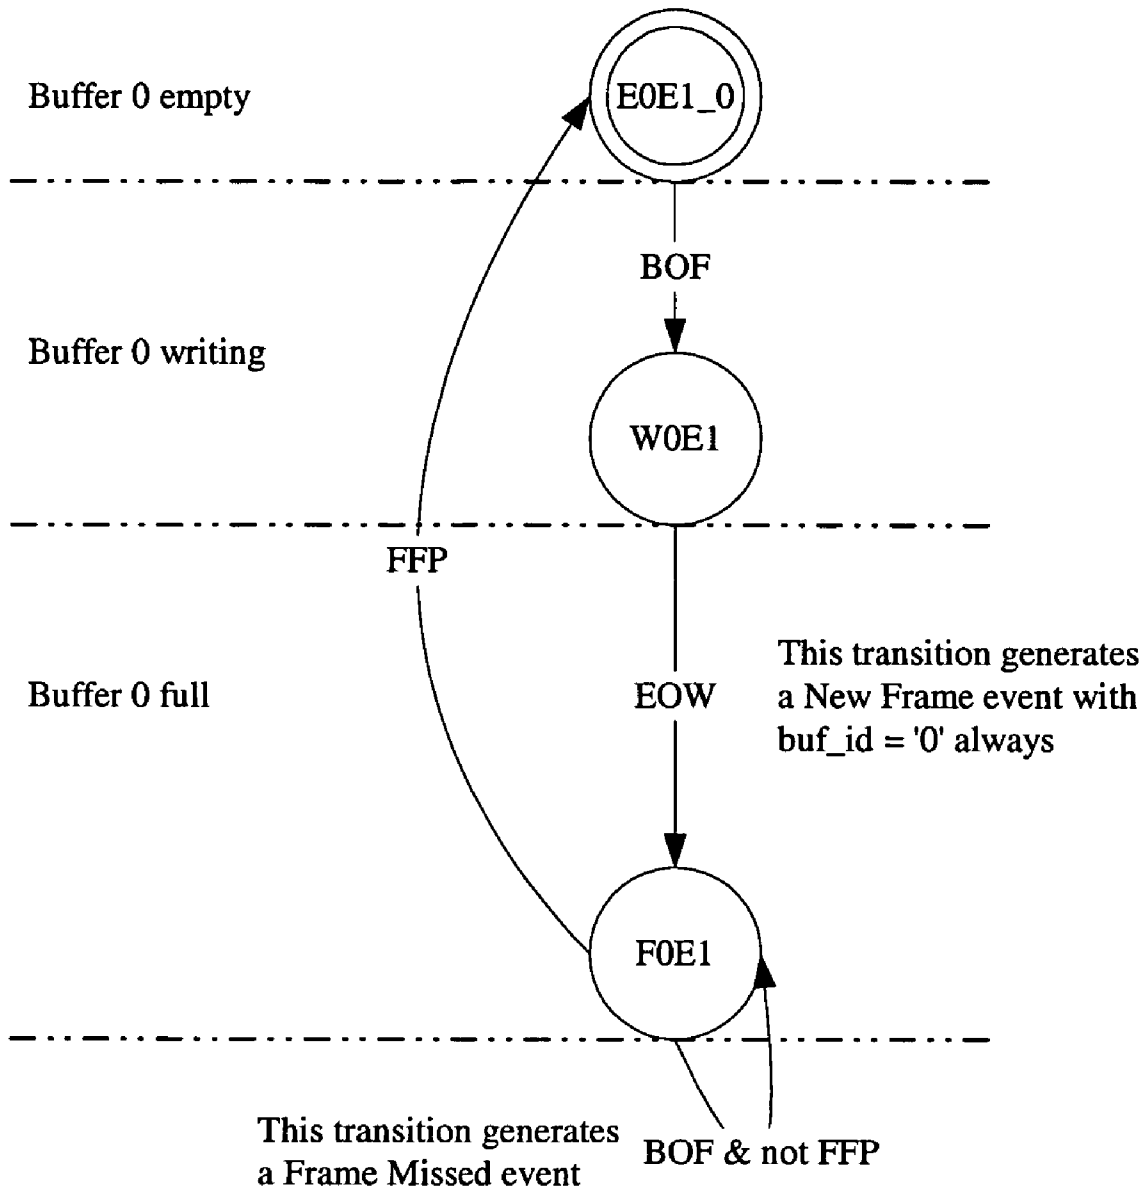 Buffer 0 empty
E0E1_0
BOF
Buffer 0 writing
W0E1
FFP
This transition generates
a New Frame event with
buf_id = '0' always
Buffer 0 full
EOW
F0E1
This transition generates
a Frame Missed event
BOF & not FFP